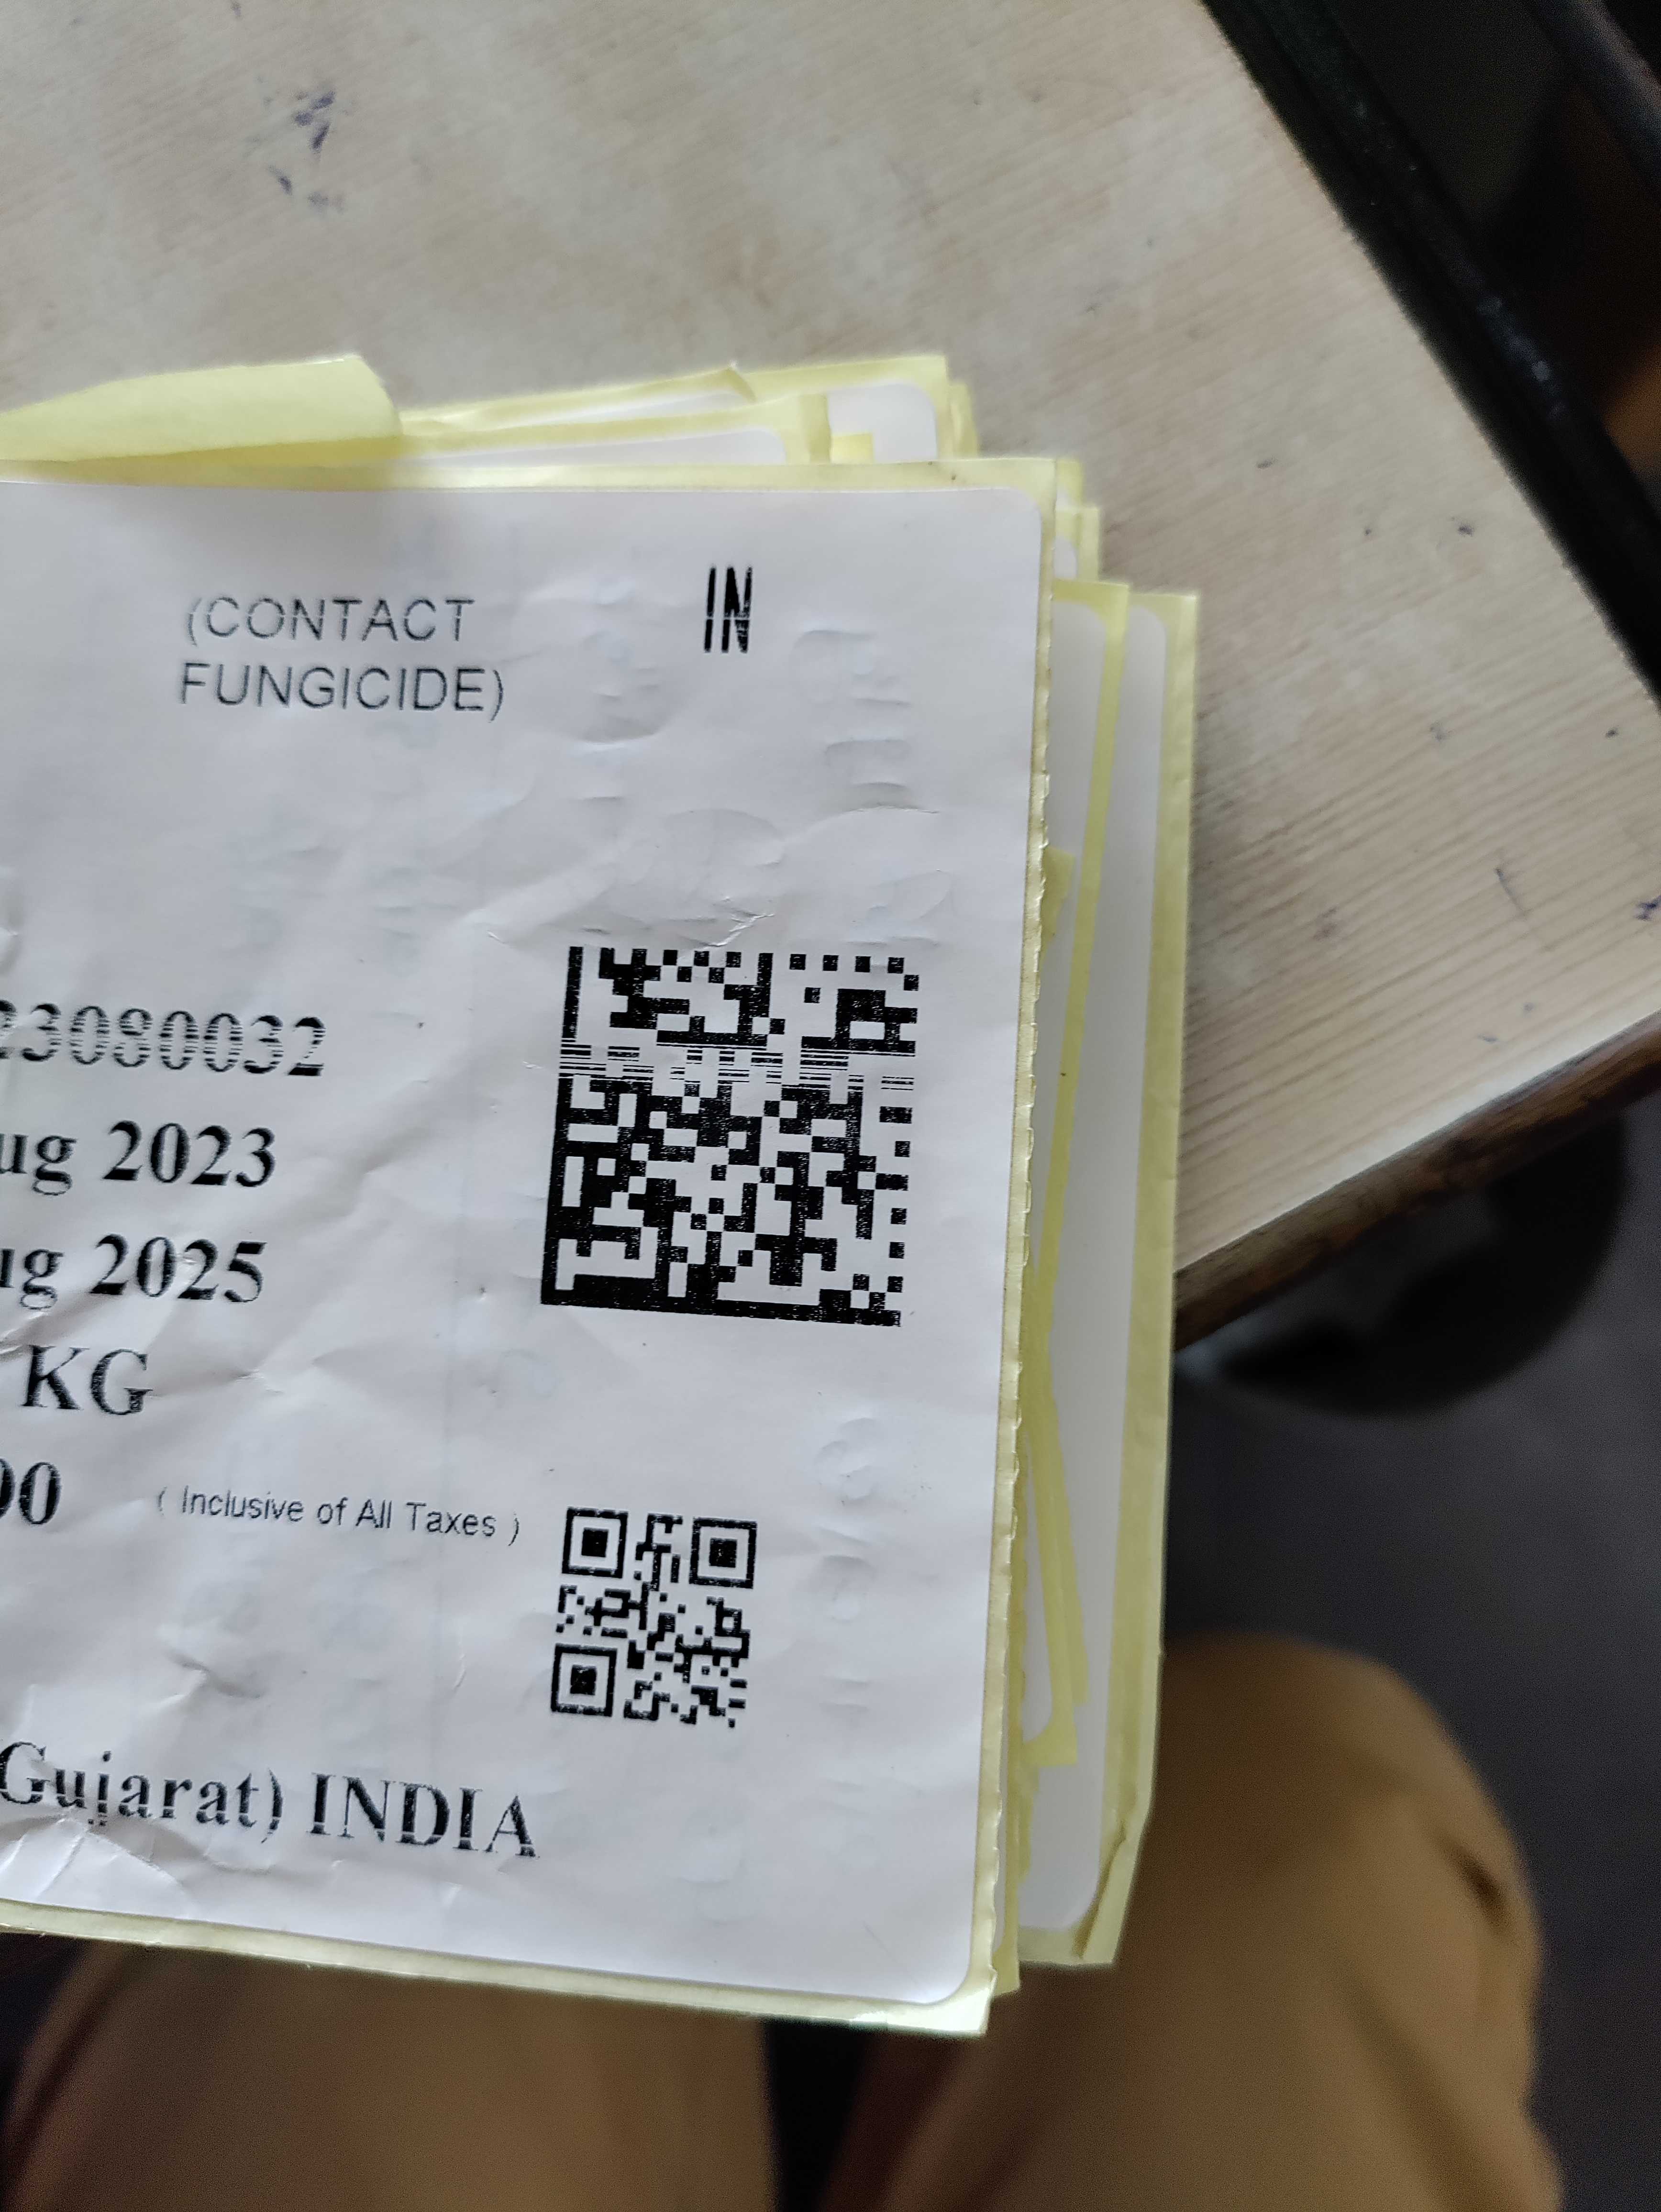 (CONTACT
FUNGICIDE)
IN
23080032
ug 2023
ug 2025
KG
00
( Inclusive of All Taxes )
Gujarat) INDIA